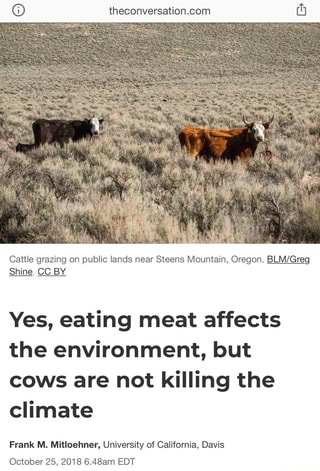 theconversation.com
Cattle grazing on public lands near Steens Mountain, Oregon. BLM/Greg
Shine, CC BY
Yes, eating meat affects
the environment, but
cows are not killing the
climate
Frank M. Mitloehner, University of California, Davis
October 25, 2018 6.48am EDT